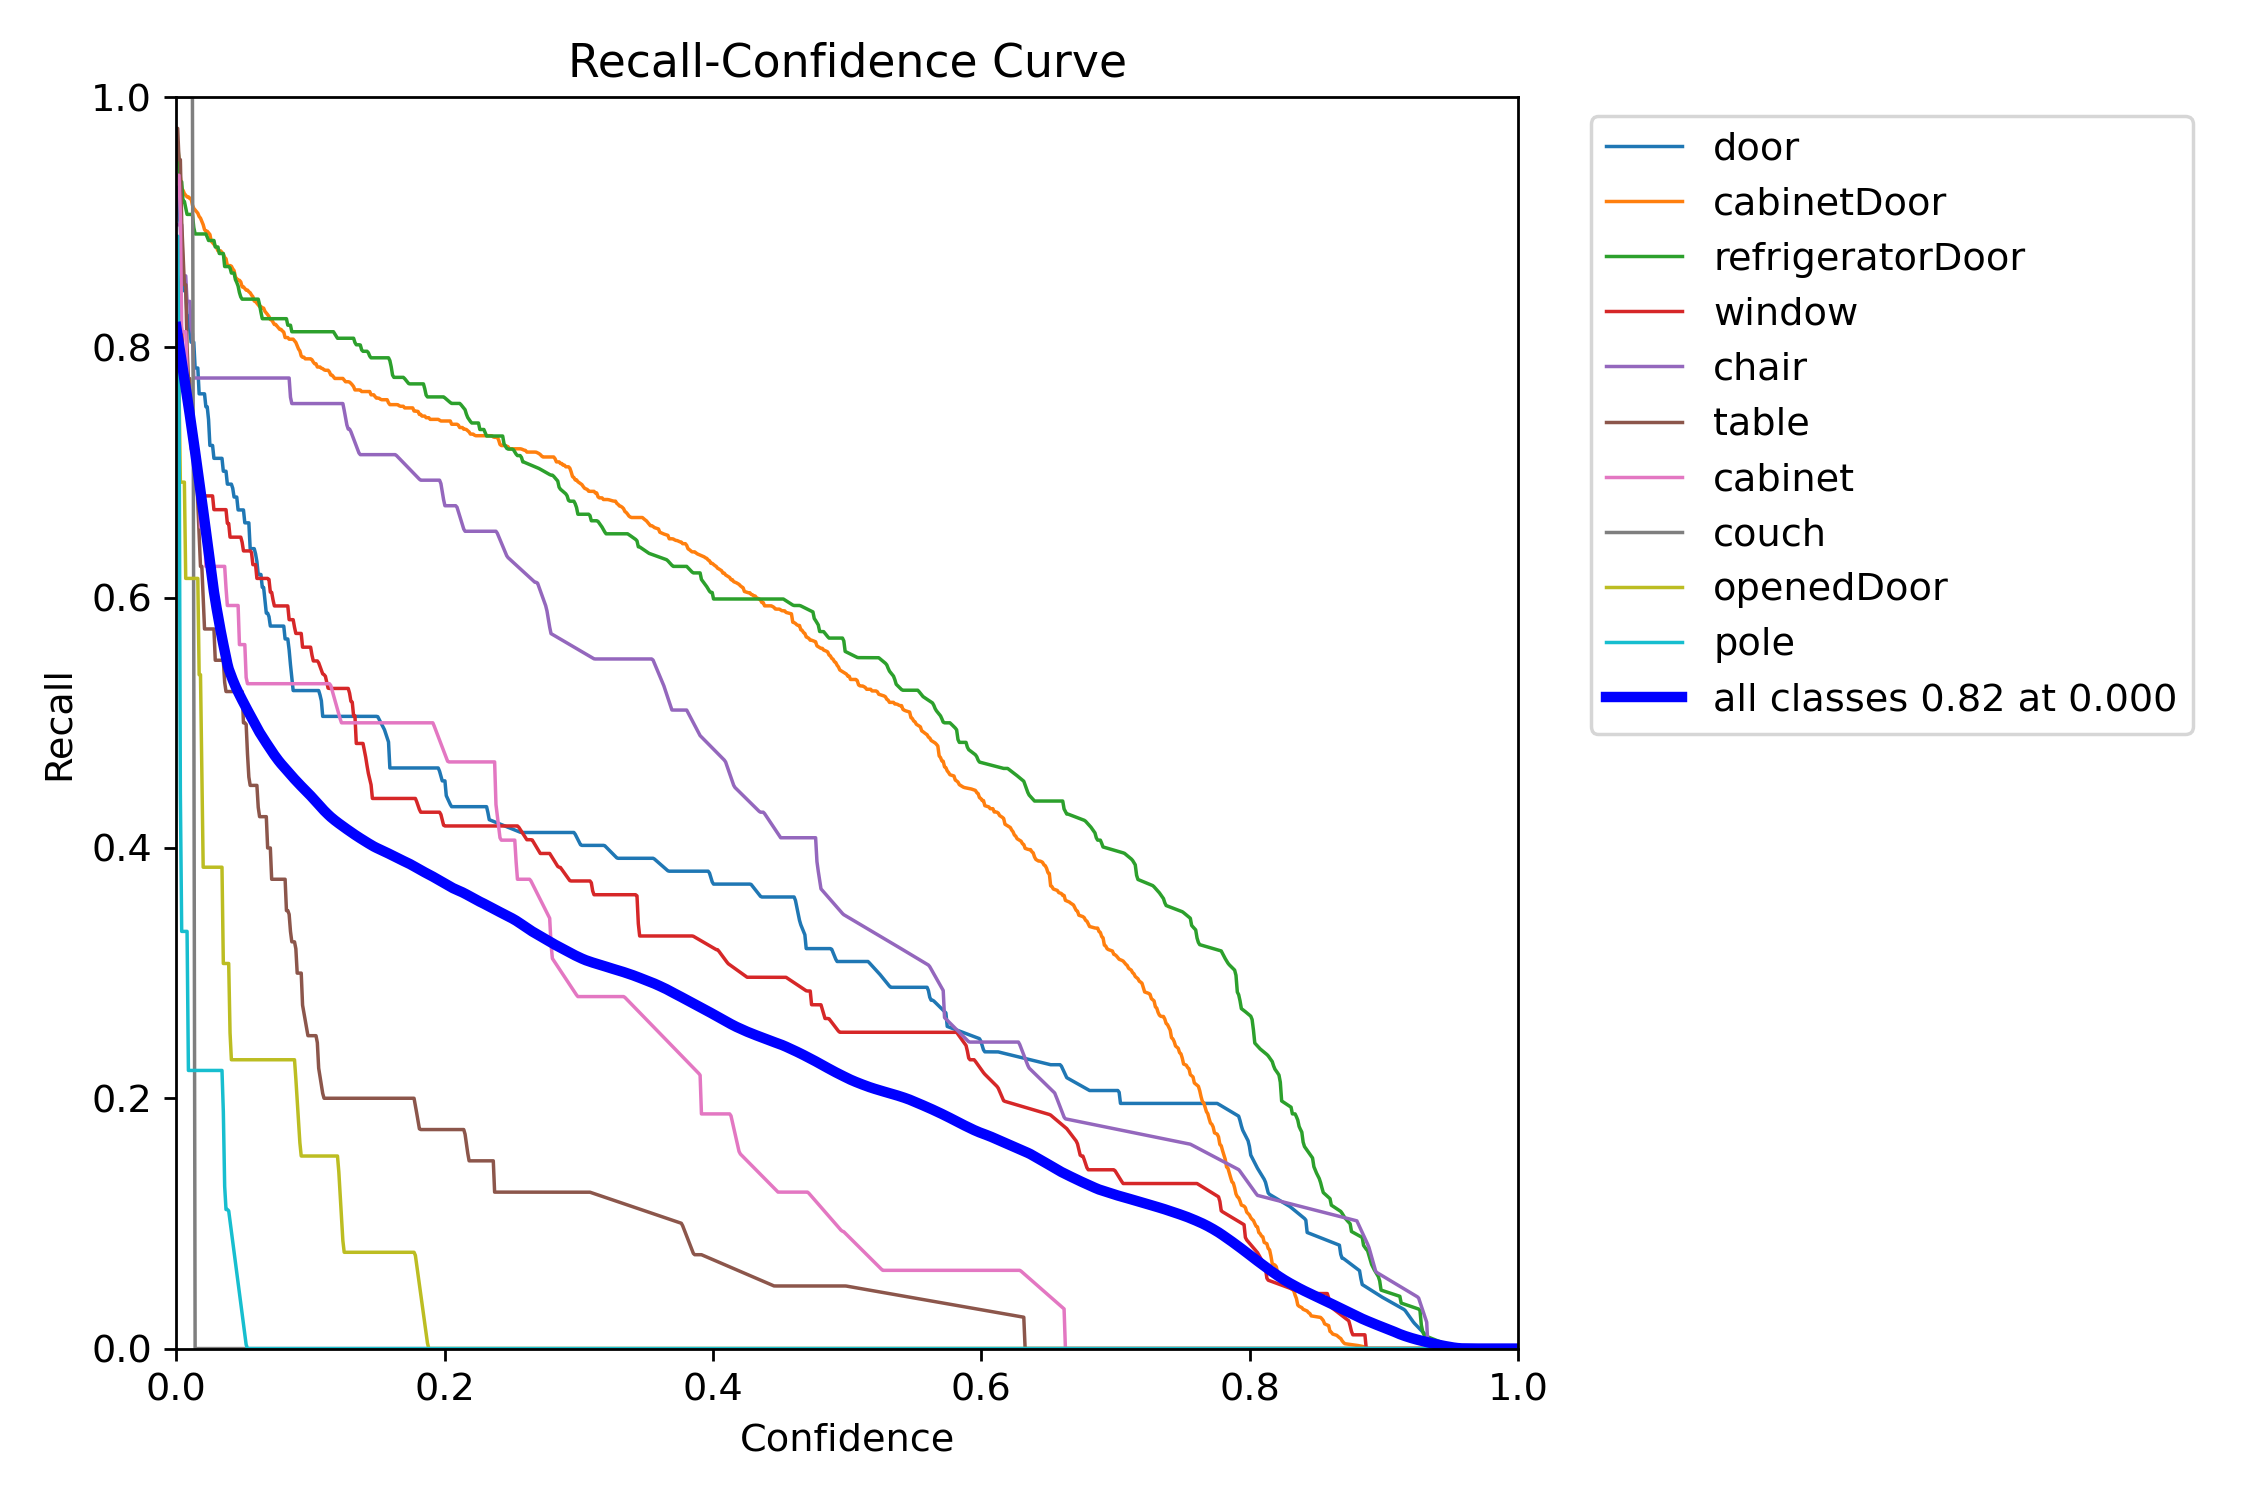 Recall-Confidence Curve
1.0
0.8
0.6
0.4
0.2
0.0
Recall
0.0 0.2 0.4 0.6 0.8 1.0
Confidence
door
cabinetDoor
refrigeratorDoor
window
chair
table
cabinet
couch
openedDoor
pole
all classes 0.82 at 0.000